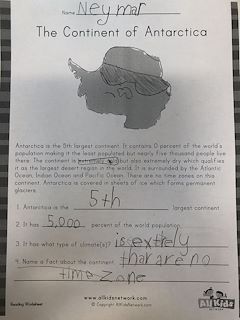 Name Neymar
The Continent of Antarctica
Antarctica is the 5th largest continent. It contains 0 percent of the world's
population making it the least populated but nearly five thousand people live
there. The continent is extremely cold but also extremely dry which qualifies
it as the largest desert region in the world. It is surrounded by the Atlantic
Ocean, Indian Ocean and Pacific Ocean. There are no time zones on this
continent. Antarctica is covered in sheets of ice which forms permanent
glaciers.
1. Antarctica is the 5th largest continent.
2. It has 5,000 percent of the world population.
3. It has what type of climate(s)? is extrely
4. Name a Fact about the continent. thar are no
time zone
www.allkidsnetwork.com
Reading Worksheet
© Copyright AllKidsNetwork.com
All Kids
NETWORK